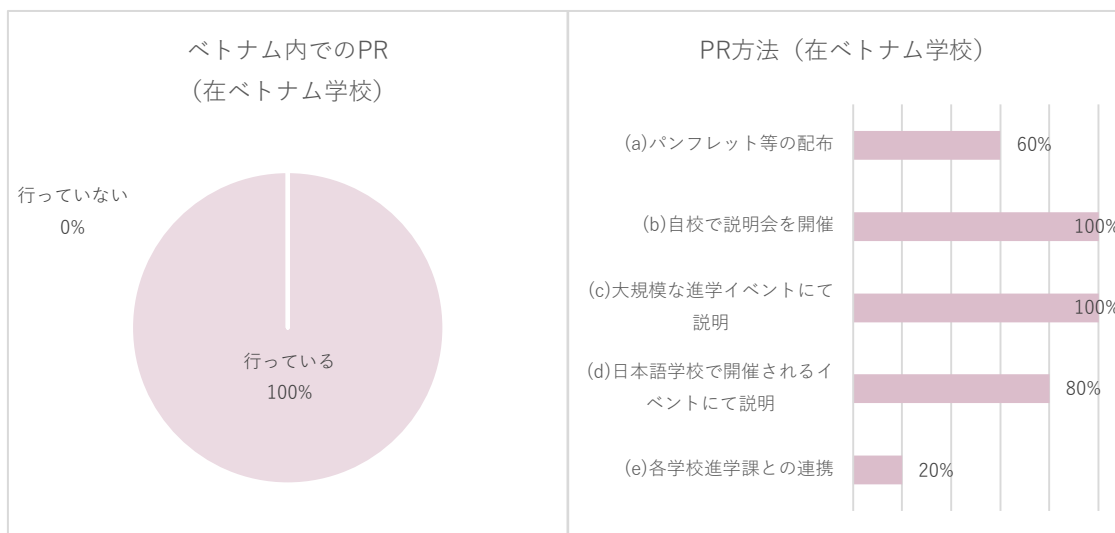 ベトナム内でのPR
(在ベトナム学校)
行っていない
0%
行っている
100%
PR方法（在ベトナム学校）
(a)パンフレット等の配布
60%
(b)自校で説明会を開催
100%
(c)大規模な進学イベントにて
説明
100%
(d)日本語学校で開催されるイ
ベントにて説明
80%
(e)各学校進学課との連携
20%